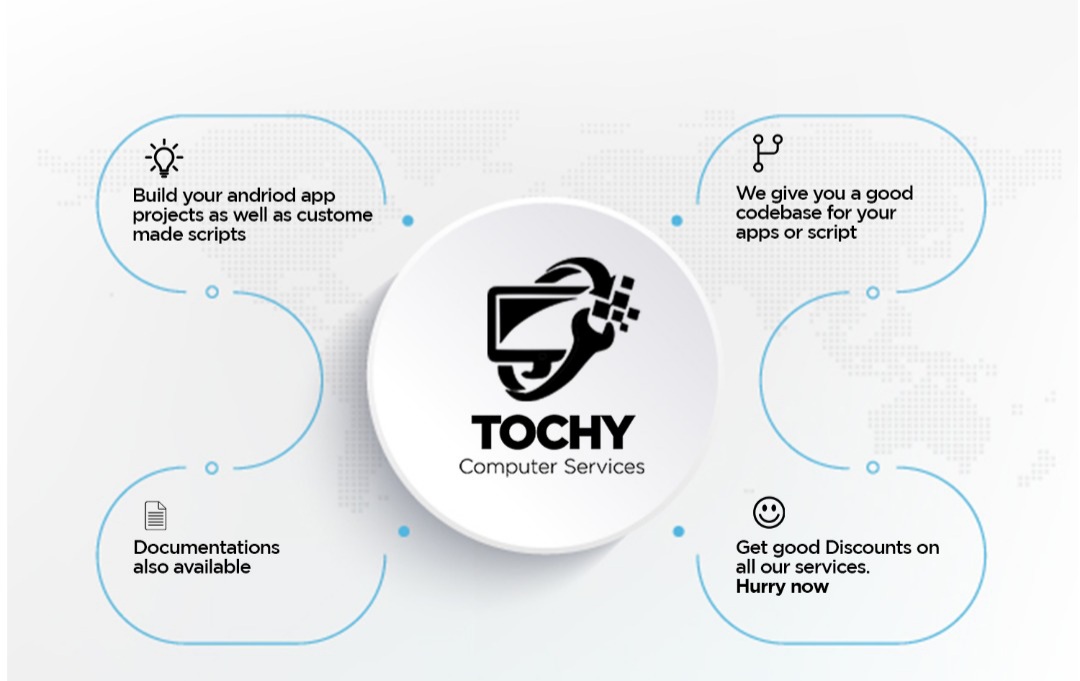 Build your andriod app
projects as well as custome
made scripts
We give you a good
codebase for your
apps or script
TOCHY
Computer Services
Documentations
also available
Get good Discounts on
all our services.
Hurry now